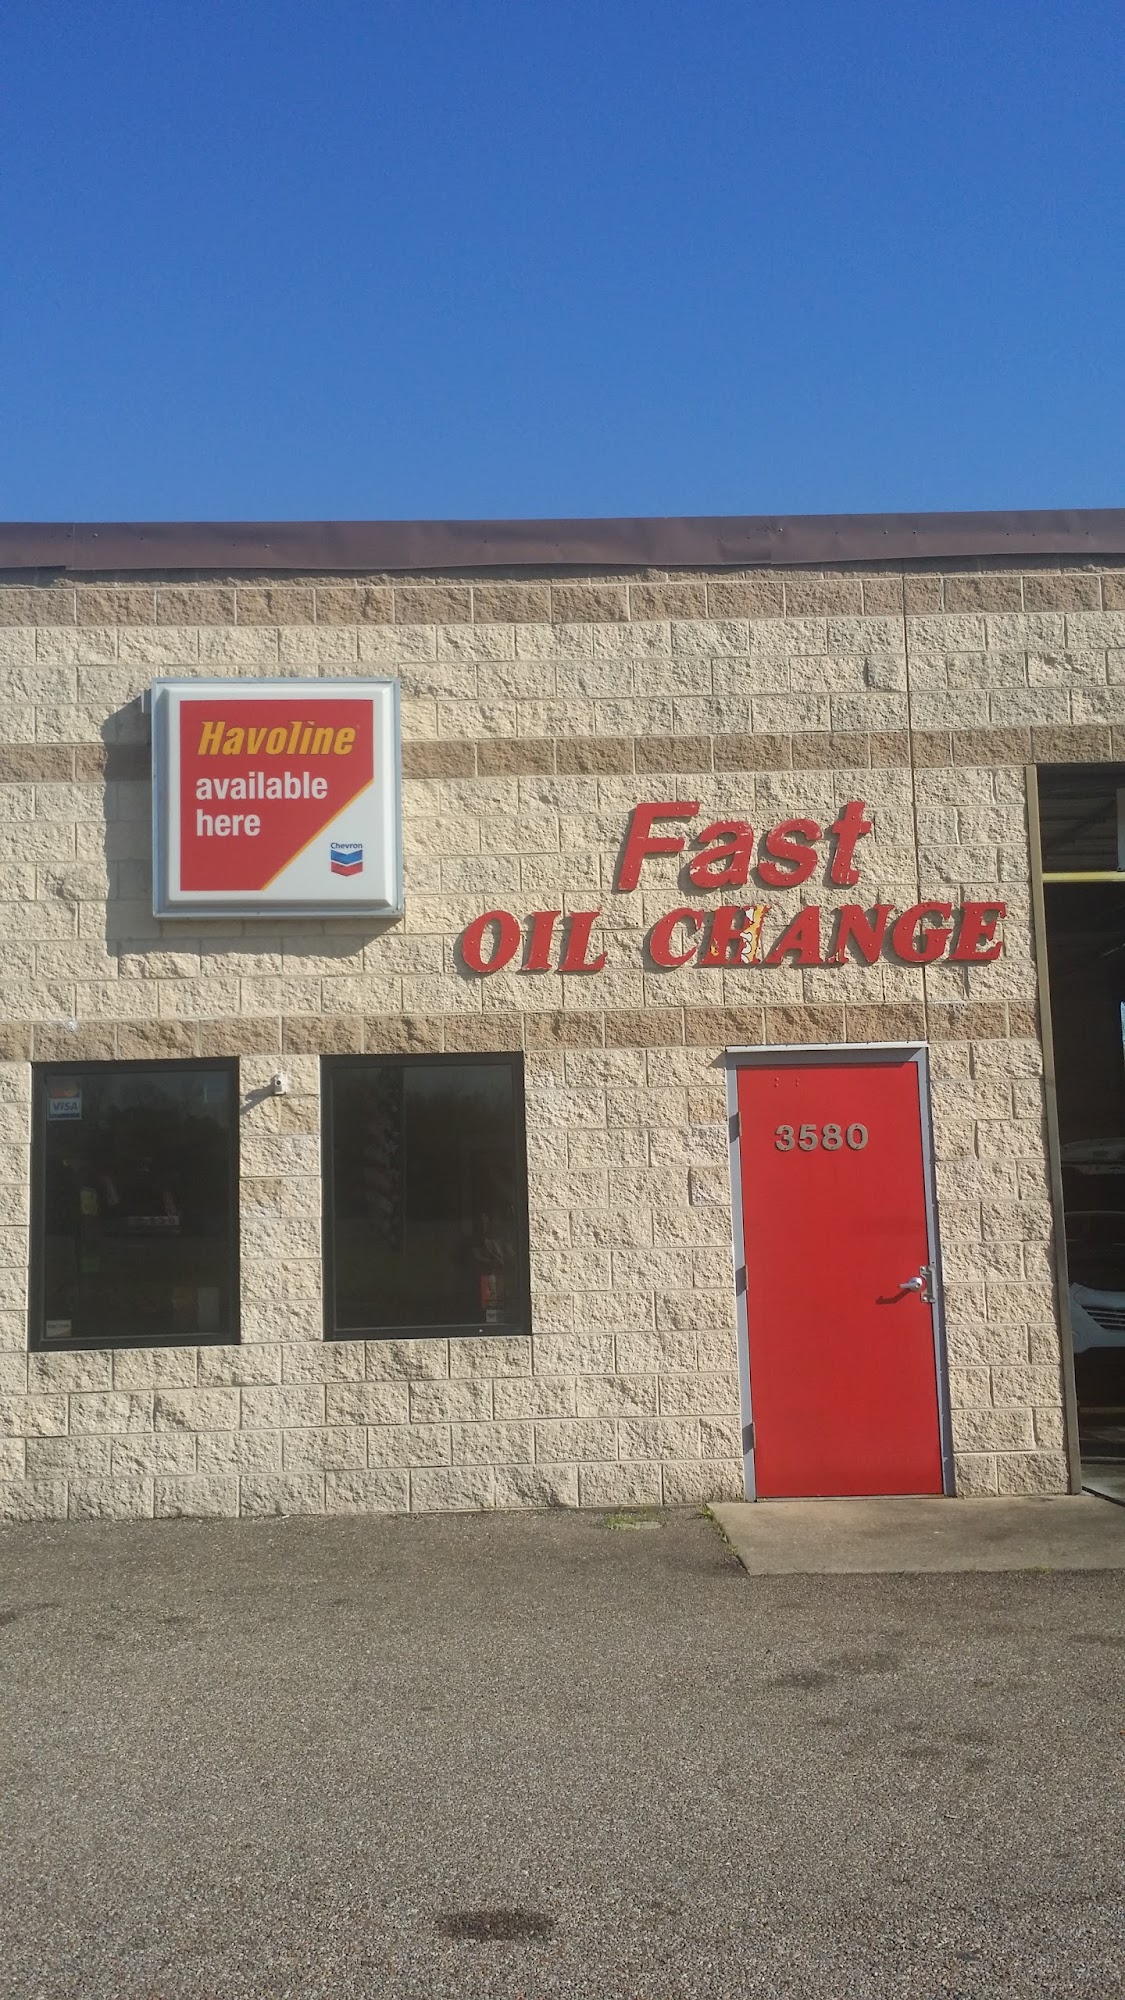 Havoline
available
here
Chevron
Fast
OIL CHANGE
VISA
3580